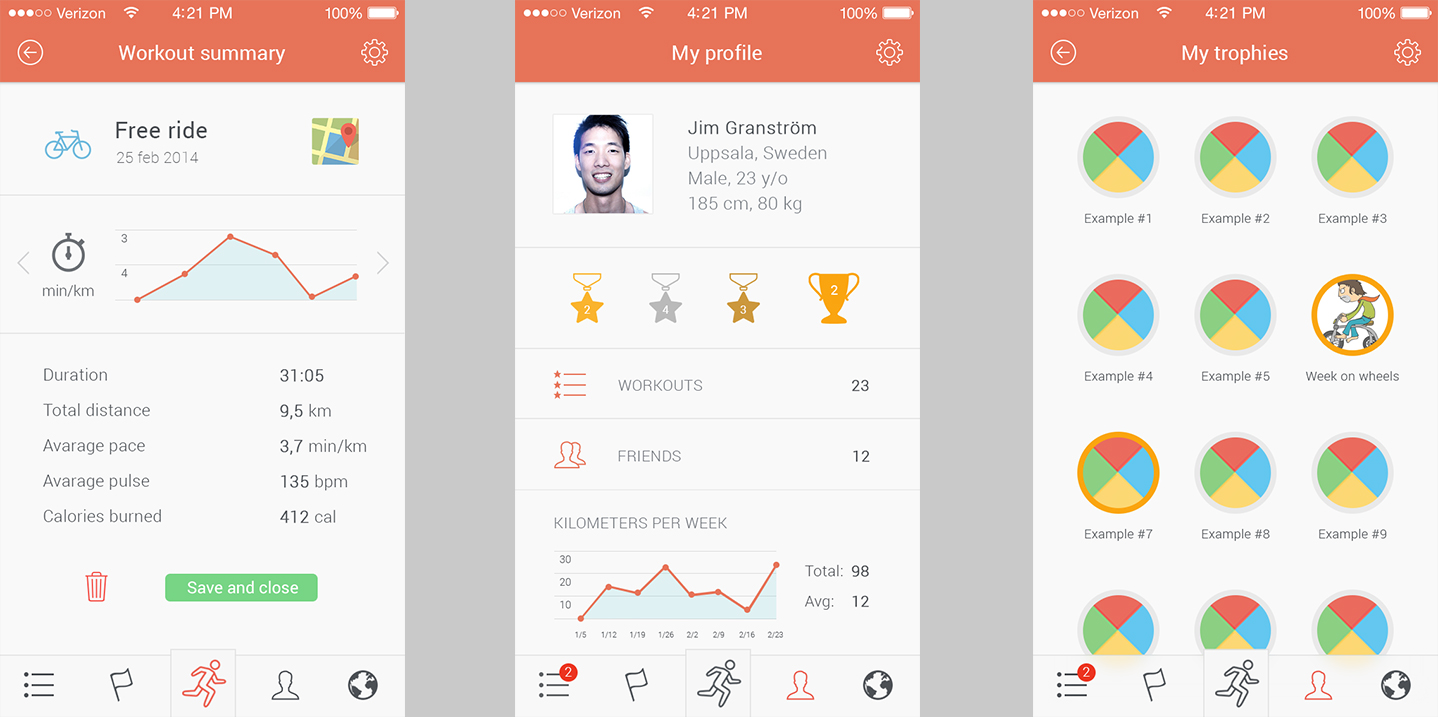 Verizon 4:21 PM 100%
Workout summary
Free ride
25 feb 2014
3
4
min/km
Duration 31:05
Total distance 9,5 km
Avarage pace 3,7 min/km
Avarage pulse 135 bpm
Calories burned 412 cal
Save and close
Verizon 4:21 PM 100%
My profile
Jim Granström
Uppsala, Sweden
Male, 23 y/o
185 cm, 80 kg
2 4 3 2
WORKOUTS 23
FRIENDS 12
KILOMETERS PER WEEK
30
20
10
1/5 1/12 1/19 1/26 2/2 2/9 2/16 2/23
Total: 98
Avg: 12
2
Verizon 4:21 PM 100%
My trophies
Example #1 Example #2 Example #3
Example #4 Example #5 Week on wheels
Example #7 Example #8 Example #9
2